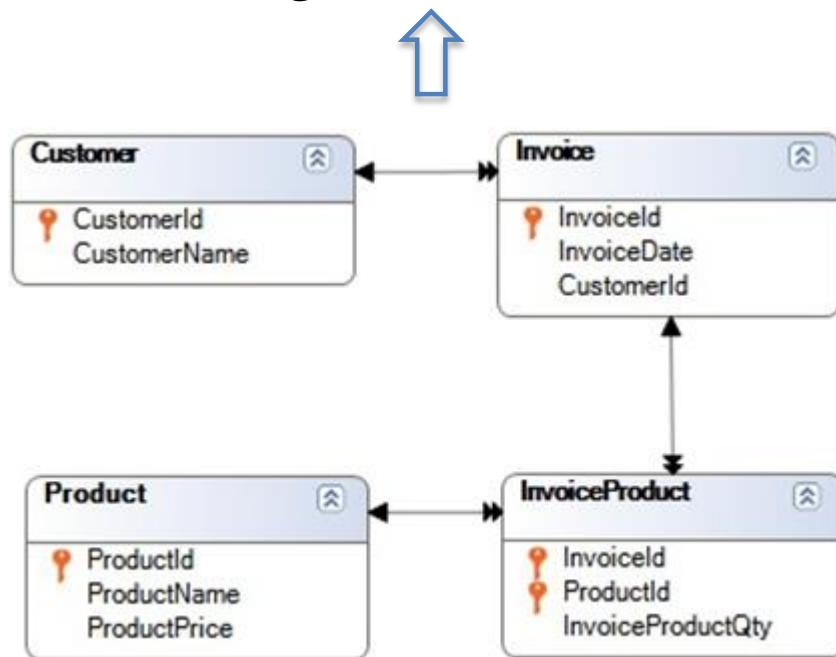 Customer
CustomerId
CustomerName
Invoice
InvoiceId
InvoiceDate
CustomerId
Product
ProductId
ProductName
ProductPrice
InvoiceProduct
InvoiceId
ProductId
InvoiceProductQty